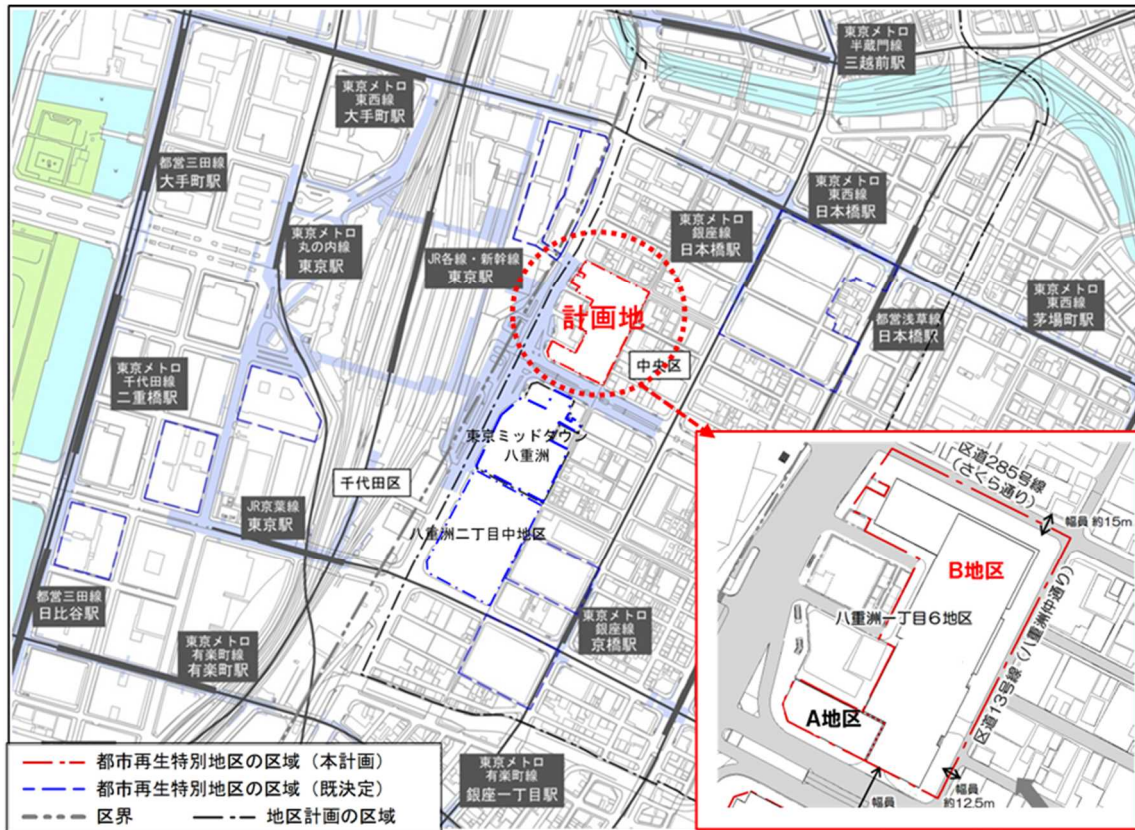 東京メトロ
半蔵門線
三越前駅
東京メトロ
東西線
大手町駅
都営三田線
大手町駅
東京メトロ
東西線
日本橋駅
東京メトロ
丸の内線
東京駅
JR各線・新幹線
東京駅
東京メトロ
銀座線
日本橋駅
東京メトロ
東西線
茅場町駅
計画地
都営浅草線
日本橋駅
中央区
東京メトロ
千代田線
二重橋駅
東京ミッドタウン
八重洲
千代田区
JR京葉線
東京駅
八重洲二丁目中地区
都営三田線
日比谷駅
東京メトロ
銀座線
京橋駅
東京メトロ
有楽町線
有楽町駅
東京メトロ
有楽町線
銀座一丁目駅
区道285号線
(さくら通り)
幅員 約15m
B地区
八重洲一丁目6地区
区道13号線(八重洲仲通り)
A地区
幅員
約12.5m
幅員
都市再生特別地区の区域(本計画)
都市再生特別地区の区域(既決定)
区界
地区計画の区域